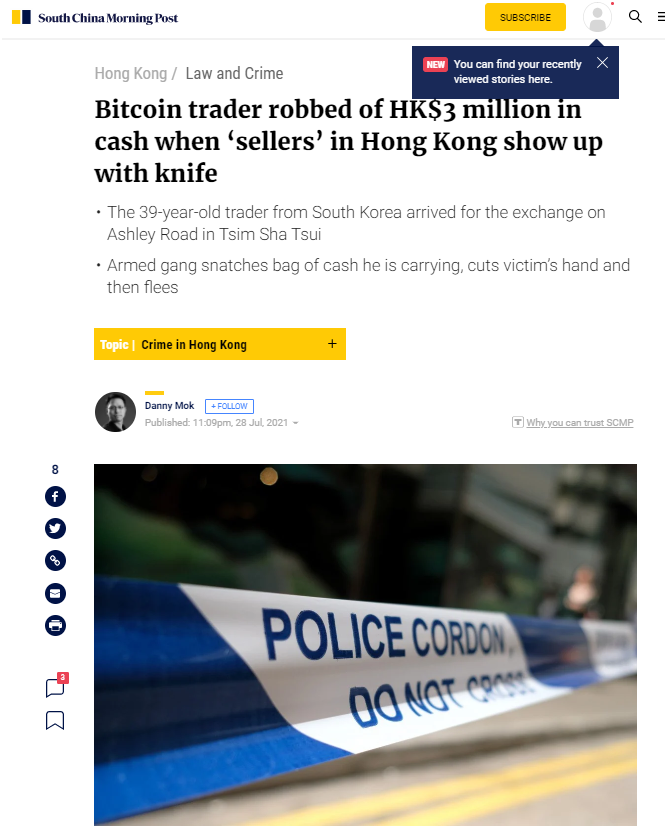 South China Morning Post
SUBSCRIBE
NEW You can find your recently
viewed stories here.
Hong Kong / Law and Crime
Bitcoin trader robbed of HK$3 million in
cash when ‘sellers’ in Hong Kong show up
with knife
• The 39-year-old trader from South Korea arrived for the exchange on
Ashley Road in Tsim Sha Tsui
• Armed gang snatches bag of cash he is carrying, cuts victim’s hand and
then flees
Topic | Crime in Hong Kong +
Danny Mok + FOLLOW
Published: 11:09pm, 28 Jul, 2021
Why you can trust SCMP
8
3
POLICE CORDON
DO NOT CROSS